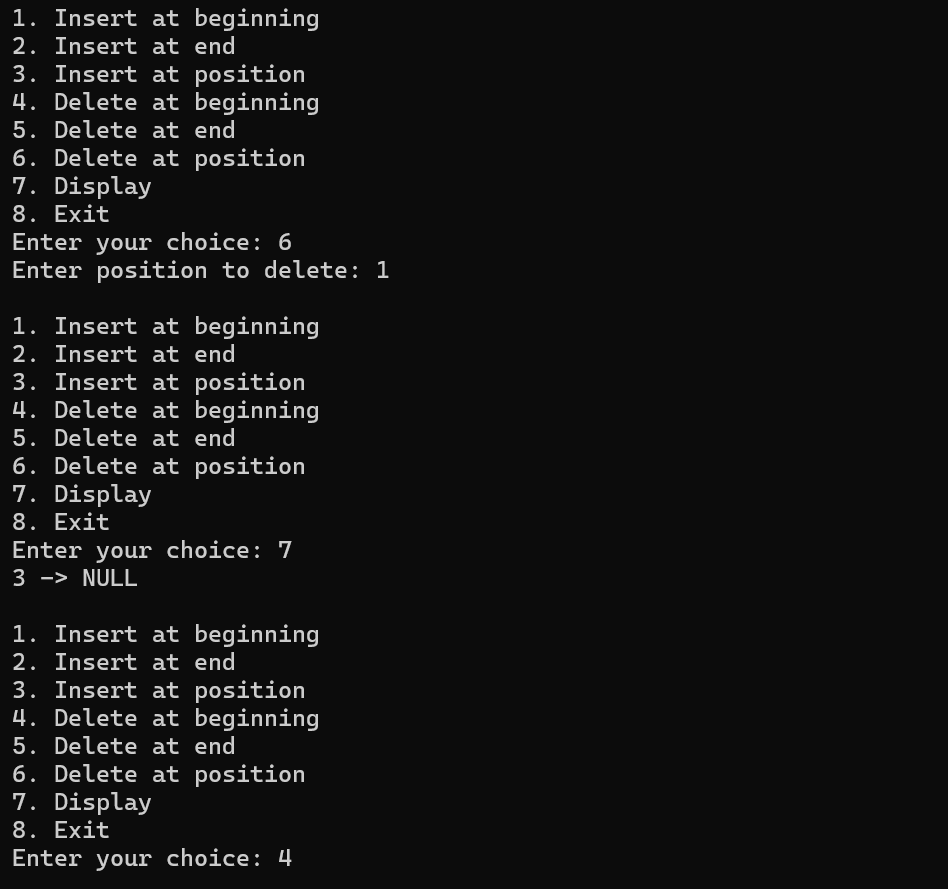 1. Insert at beginning
2. Insert at end
3. Insert at position
4. Delete at beginning
5. Delete at end
6. Delete at position
7. Display
8. Exit
Enter your choice: 6
Enter position to delete: 1
1. Insert at beginning
2. Insert at end
3. Insert at position
4. Delete at beginning
5. Delete at end
6. Delete at position
7. Display
8. Exit
Enter your choice: 7
3 -> NULL
1. Insert at beginning
2. Insert at end
3. Insert at position
4. Delete at beginning
5. Delete at end
6. Delete at position
7. Display
8. Exit
Enter your choice: 4